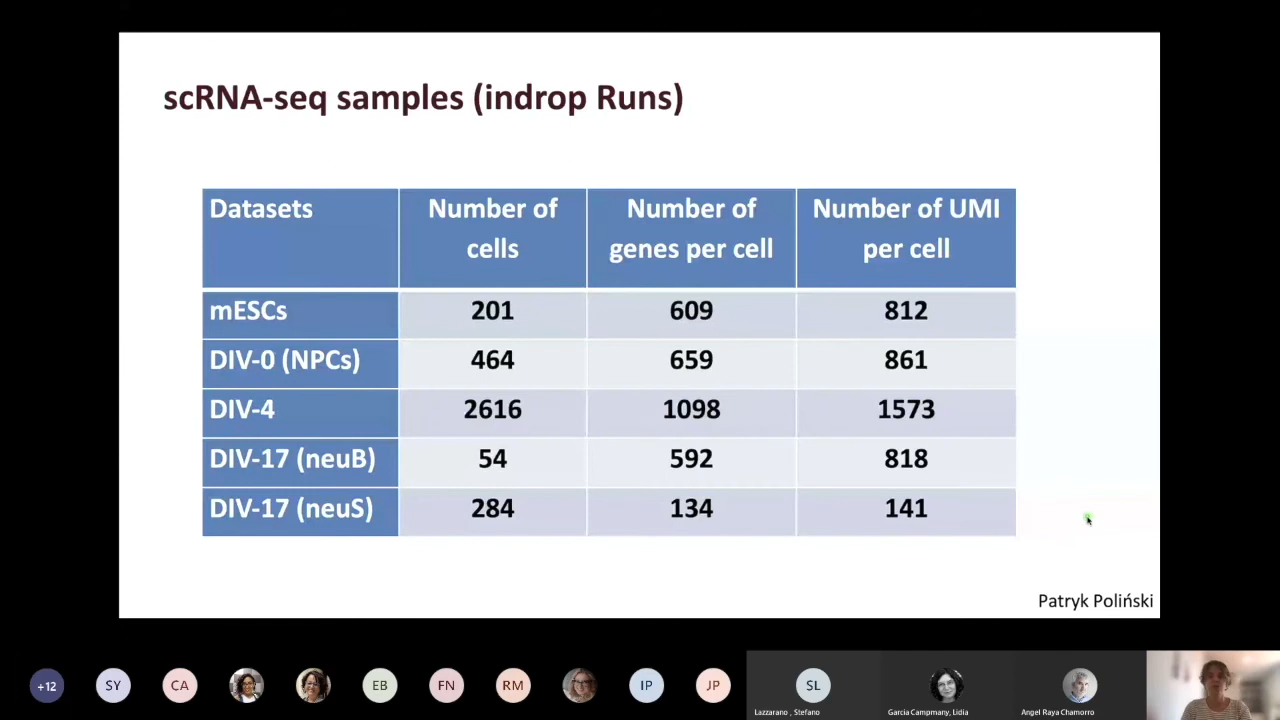 scRNA-seq samples (indrop Runs)
Datasets Number of cells Number of genes per cell Number of UMI per cell
mESCs 201 609 812
DIV-0 (NPCs) 464 659 861
DIV-4 2616 1098 1573
DIV-17 (neuB) 54 592 818
DIV-17 (neuS) 284 134 141
Patryk Poliński
+12 SY CA EB FN RM IP JP SL
Lazzarano , Stefano Garcia Campmany, Lidia Angel Raya Chamorro